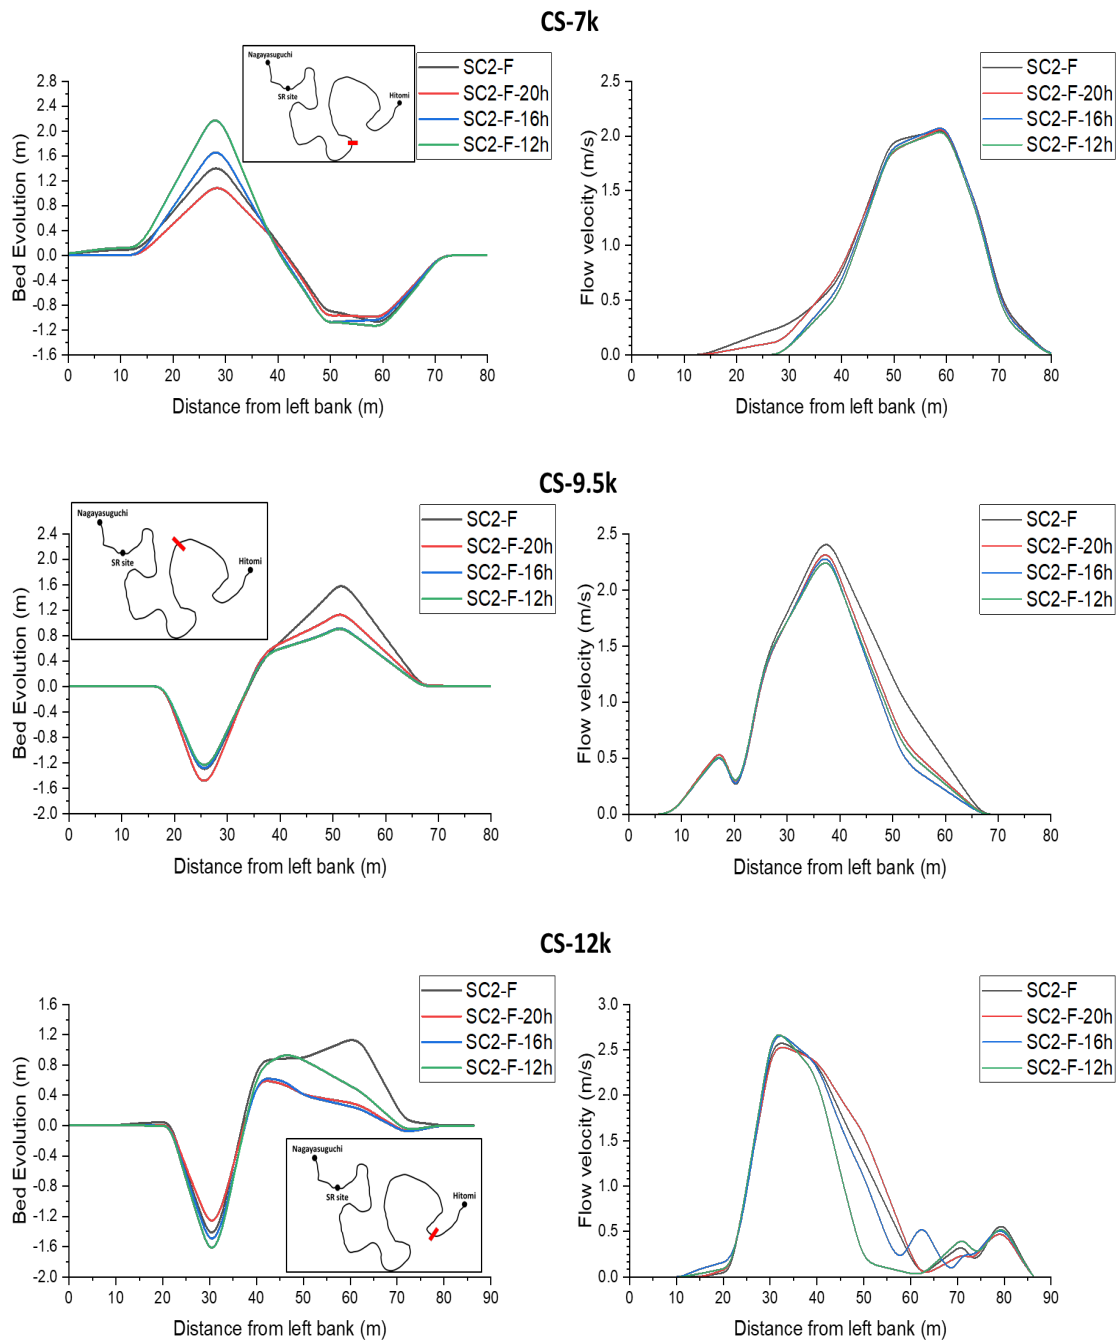 CS-7k
Nagayasuguchi
SR site
Hitomi
SC2-F
SC2-F-20h
SC2-F-16h
SC2-F-12h
Bed Evolution (m)
2.8
2.4
2.0
1.6
1.2
0.8
0.4
0.0
-0.4
-0.8
-1.2
-1.6
0 10 20 30 40 50 60 70 80
Distance from left bank (m)
SC2-F
SC2-F-20h
SC2-F-16h
SC2-F-12h
Flow velocity (m/s)
2.5
2.0
1.5
1.0
0.5
0.0
0 10 20 30 40 50 60 70 80
Distance from left bank (m)
CS-9.5k
Nagayasuguchi
SR site
Hitomi
SC2-F
SC2-F-20h
SC2-F-16h
SC2-F-12h
Bed Evolution (m)
2.4
2.0
1.6
1.2
0.8
0.4
0.0
-0.4
-0.8
-1.2
-1.6
-2.0
0 10 20 30 40 50 60 70 80
Distance from left bank (m)
SC2-F
SC2-F-20h
SC2-F-16h
SC2-F-12h
Flow velocity (m/s)
2.5
2.0
1.5
1.0
0.5
0.0
0 10 20 30 40 50 60 70 80
Distance from left bank (m)
CS-12k
SC2-F
SC2-F-20h
SC2-F-16h
SC2-F-12h
Nagayasuguchi
SR site
Hitomi
Bed Evolution (m)
1.6
1.2
0.8
0.4
0.0
-0.4
-0.8
-1.2
-1.6
-2.0
0 10 20 30 40 50 60 70 80 90
Distance from left bank (m)
SC2-F
SC2-F-20h
SC2-F-16h
SC2-F-12h
Flow velocity (m/s)
3.0
2.5
2.0
1.5
1.0
0.5
0.0
0 10 20 30 40 50 60 70 80 90
Distance from left bank (m)